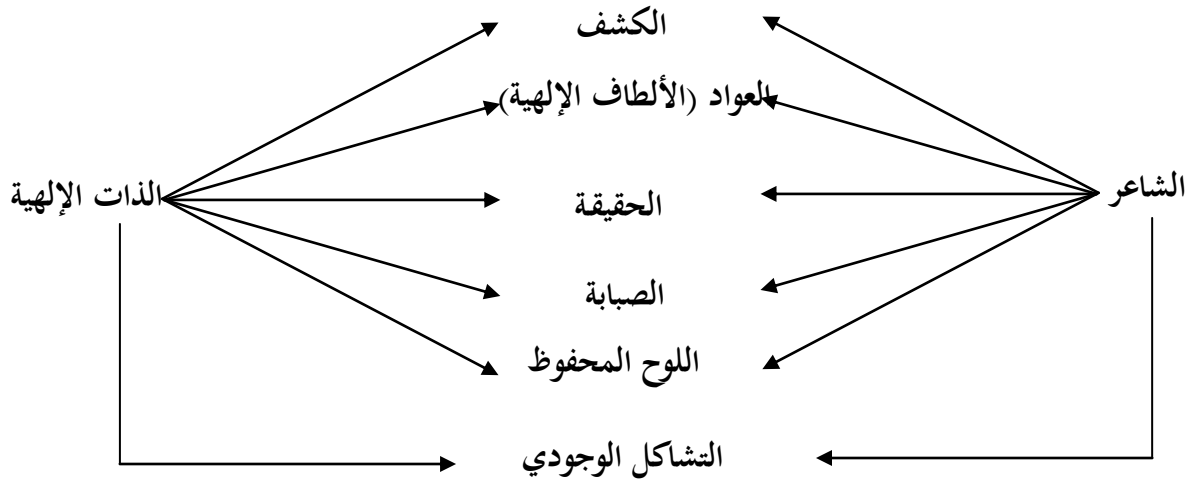 الكشف
العواد (الألطاف الإلهية)
الشاعر
الحقيقة
الذات الإلهية
الصبابة
اللوح المحفوظ
التشاكل الوجودي